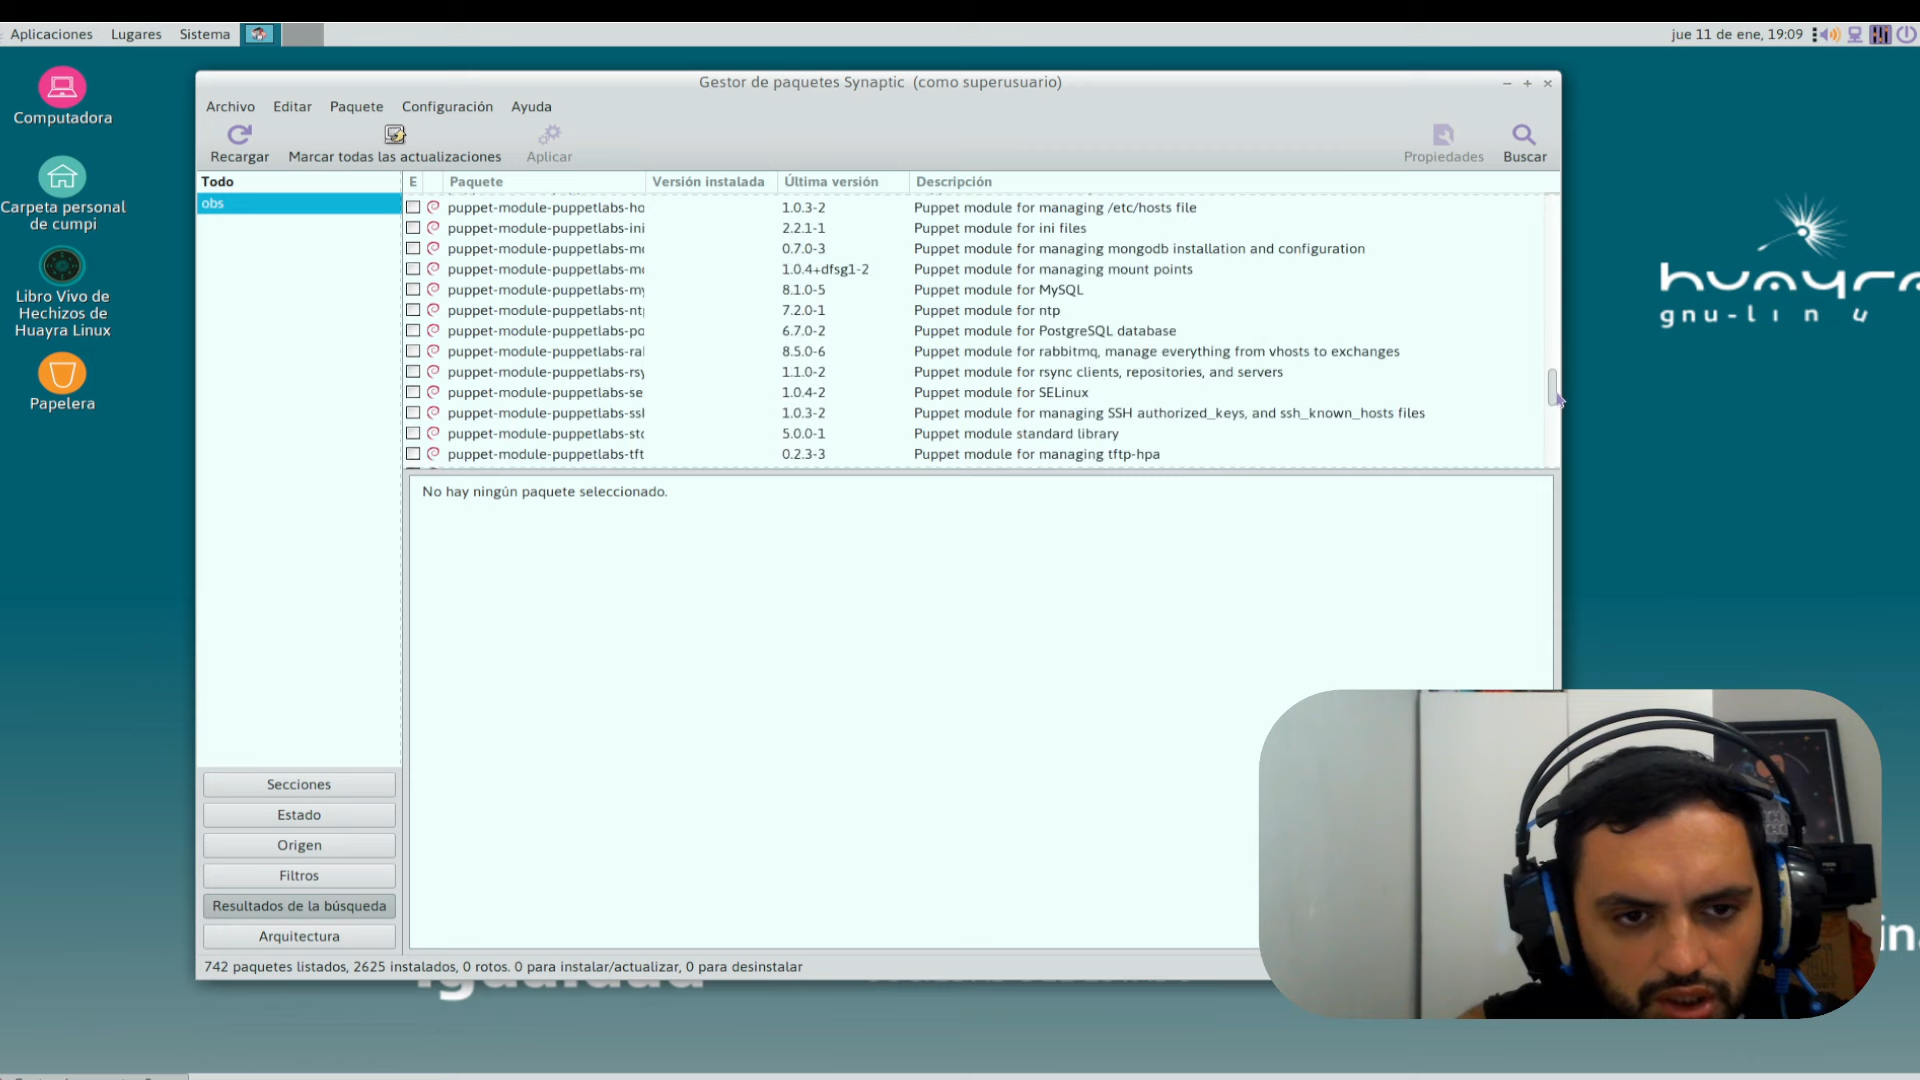 Aplicaciones Lugares Sistema
jue 11 de ene, 19:09
Computadora
Carpeta personal
de cumpi
Libro Vivo de
Hechizos de
Huayra Linux
Papelera
Gestor de paquetes Synaptic (como superusuario)
Archivo Editar Paquete Configuración Ayuda
Recargar Marcar todas las actualizaciones Aplicar Propiedades Buscar
Todo
obs
E Paquete Versión instalada Última versión Descripción
puppet-module-puppetlabs-ho 1.0.3-2 Puppet module for managing /etc/hosts file
puppet-module-puppetlabs-ini 2.2.1-1 Puppet module for ini files
puppet-module-puppetlabs-mo 0.7.0-3 Puppet module for managing mongodb installation and configuration
puppet-module-puppetlabs-mo 1.0.4+dfsg1-2 Puppet module for managing mount points
puppet-module-puppetlabs-my 8.1.0-5 Puppet module for MySQL
puppet-module-puppetlabs-ntp 7.2.0-1 Puppet module for ntp
puppet-module-puppetlabs-po 6.7.0-2 Puppet module for PostgreSQL database
puppet-module-puppetlabs-ral 8.5.0-6 Puppet module for rabbitmq, manage everything from vhosts to exchanges
puppet-module-puppetlabs-rsy 1.1.0-2 Puppet module for rsync clients, repositories, and servers
puppet-module-puppetlabs-se 1.0.4-2 Puppet module for SELinux
puppet-module-puppetlabs-ssl 1.0.3-2 Puppet module for managing SSH authorized_keys, and ssh_known_hosts files
puppet-module-puppetlabs-std 5.0.0-1 Puppet module standard library
puppet-module-puppetlabs-tft 0.2.3-3 Puppet module for managing tftp-hpa
No hay ningún paquete seleccionado.
Secciones
Estado
Origen
Filtros
Resultados de la búsqueda
Arquitectura
742 paquetes listados, 2625 instalados, 0 rotos. 0 para instalar/actualizar, 0 para desinstalar
huayra
gnu-linu
igualdad